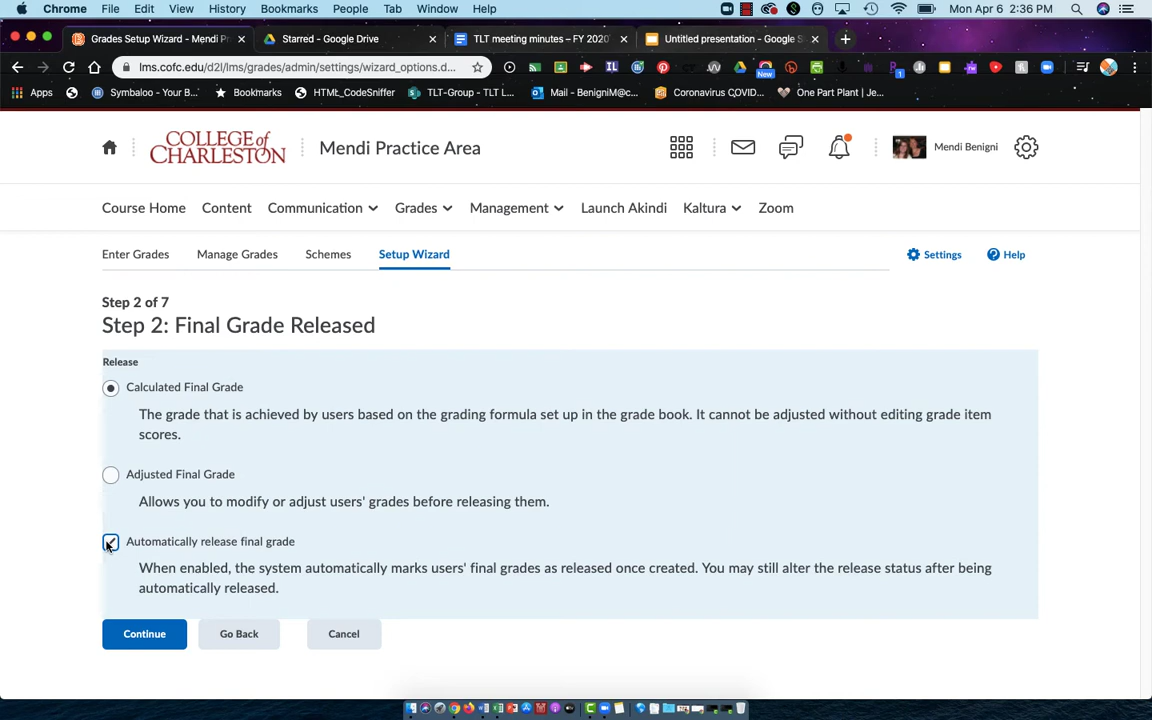 Chrome File Edit View History Bookmarks People Tab Window Help Mon Apr 6 2:36 PM
Grades Setup Wizard - Mendi Pr Starred - Google Drive TLT meeting minutes – FY 2020 Untitled presentation - Google S
lms.cofc.edu/d2l/lms/grades/admin/settings/wizard_options.d... New 1
Apps Symbaloo - Your B... Bookmarks HTML_CodeSniffer TLT-Group - TLT L... Mail - BenigniM@c... Coronavirus COVID... One Part Plant | Je...
COLLEGE of CHARLESTON Mendi Practice Area Mendi Benigni
Course Home Content Communication Grades Management Launch Akindi Kaltura Zoom
Enter Grades Manage Grades Schemes Setup Wizard Settings Help
Step 2 of 7
Step 2: Final Grade Released
Release
Calculated Final Grade
The grade that is achieved by users based on the grading formula set up in the grade book. It cannot be adjusted without editing grade item
scores.
Adjusted Final Grade
Allows you to modify or adjust users' grades before releasing them.
Automatically release final grade
When enabled, the system automatically marks users' final grades as released once created. You may still alter the release status after being
automatically released.
Continue Go Back Cancel